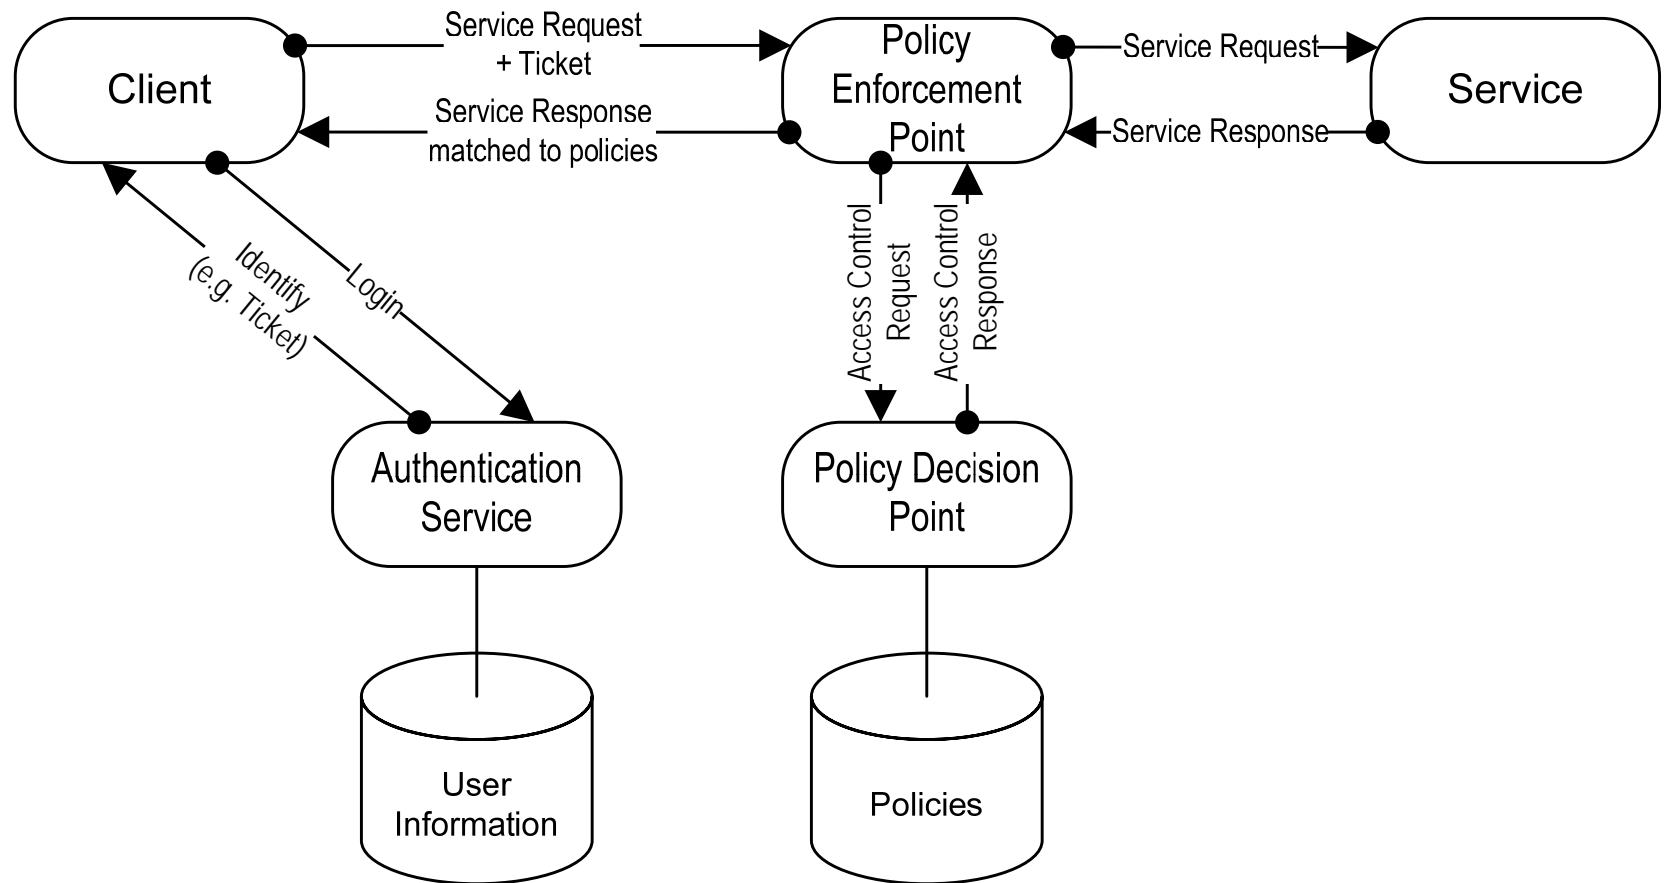 Client
Service Request
+ Ticket
Policy
Enforcement
Point
Service Request
Service
Service Response
matched to policies
Service Response
Identify
(e.g. Ticket)
Login
Access Control
Request
Access Control
Response
Authentication
Service
Policy Decision
Point
User
Information
Policies